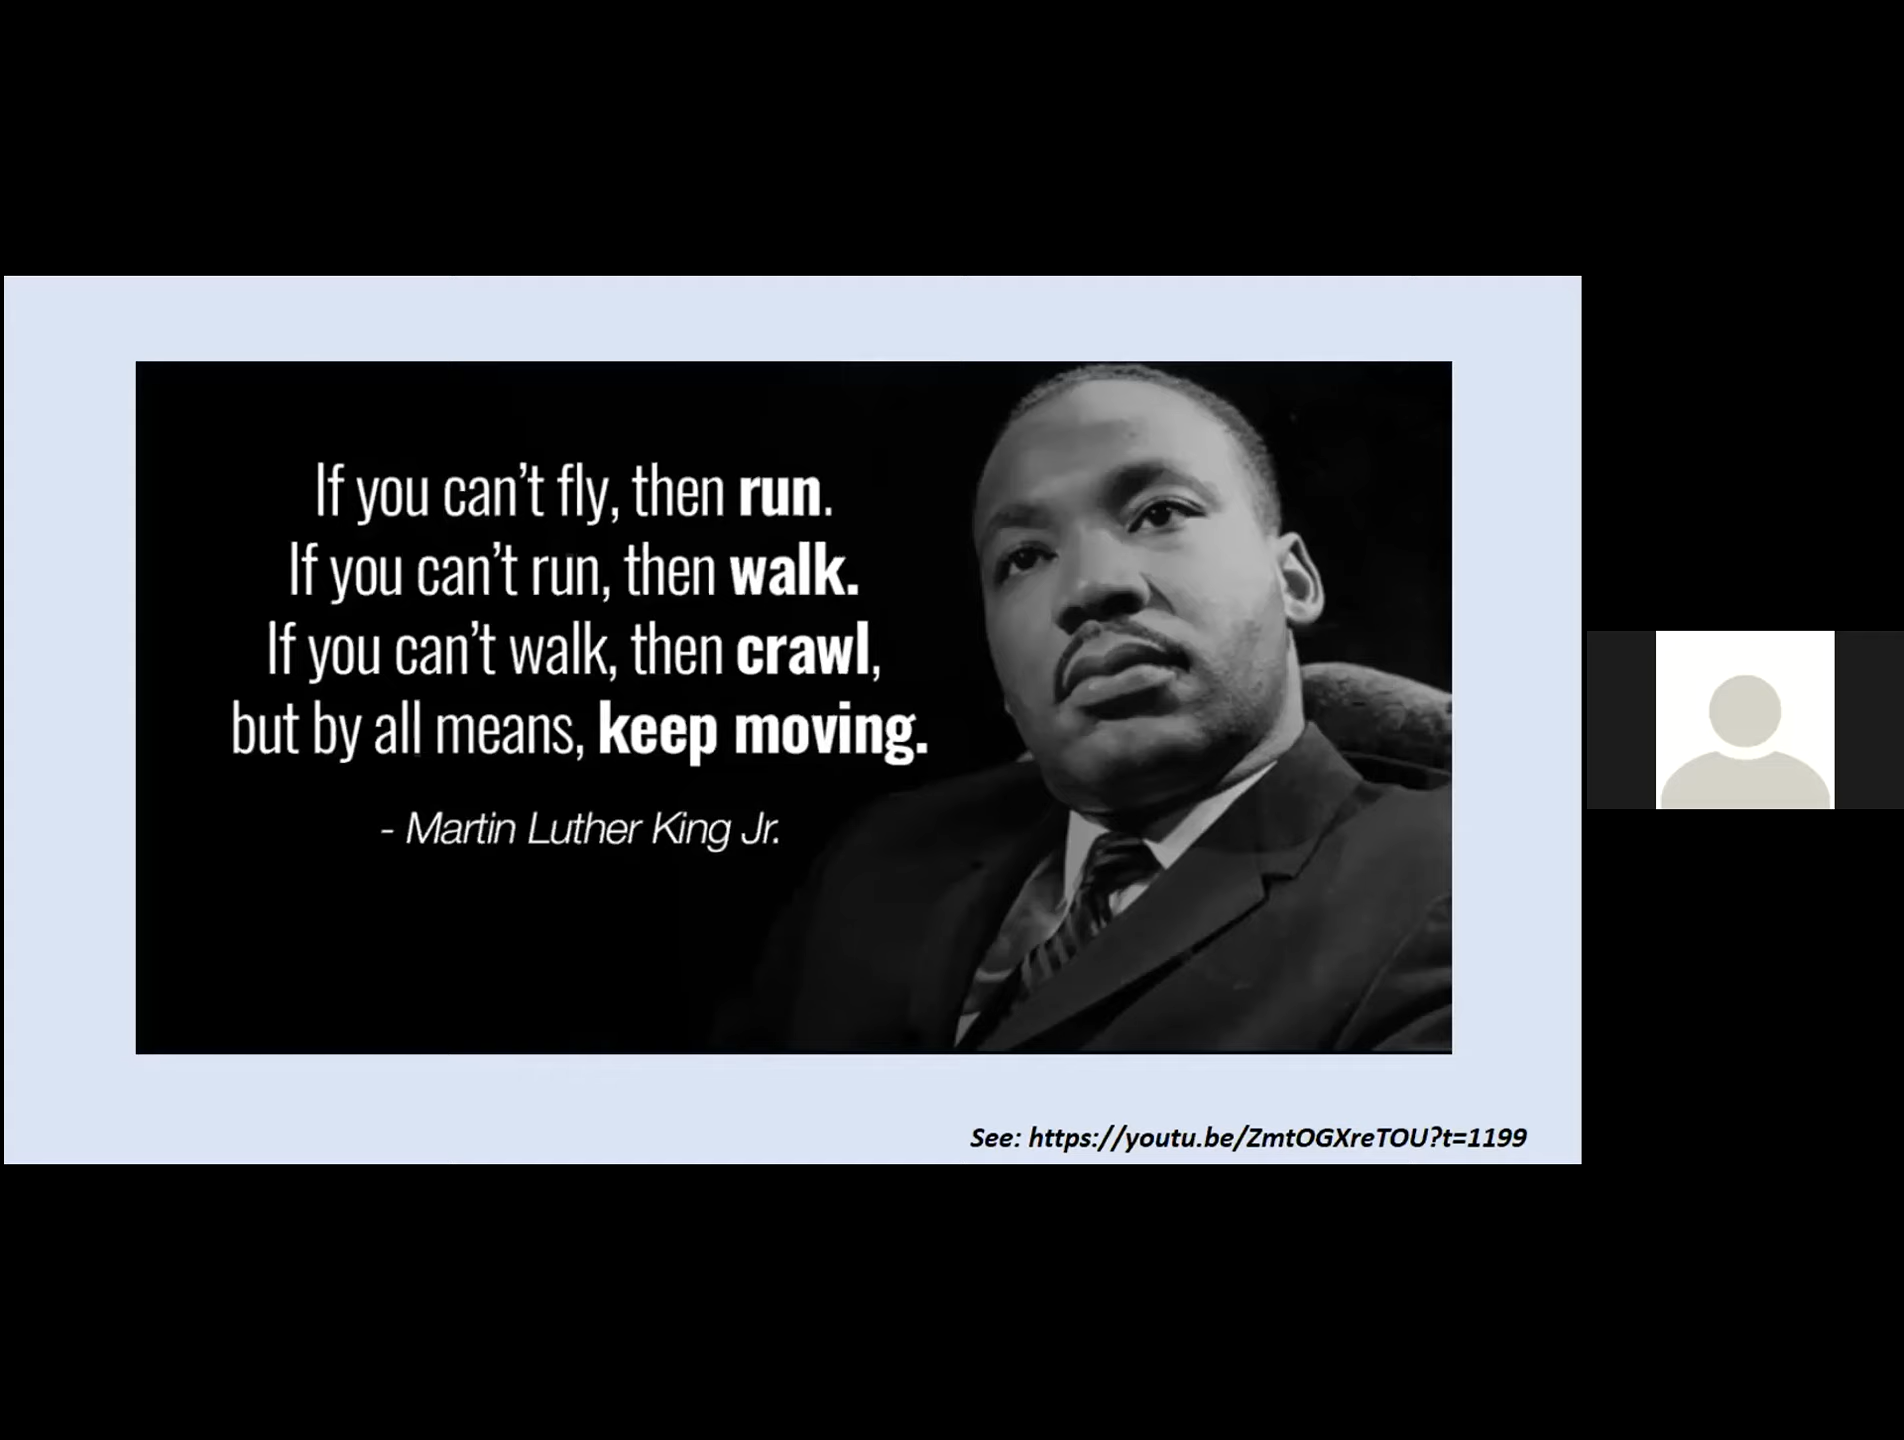 If you can’t fly, then run.
If you can’t run, then walk.
If you can’t walk, then crawl,
but by all means, keep moving.
- Martin Luther King Jr.
See: https://youtu.be/ZmtOGXreTOU?t=1199